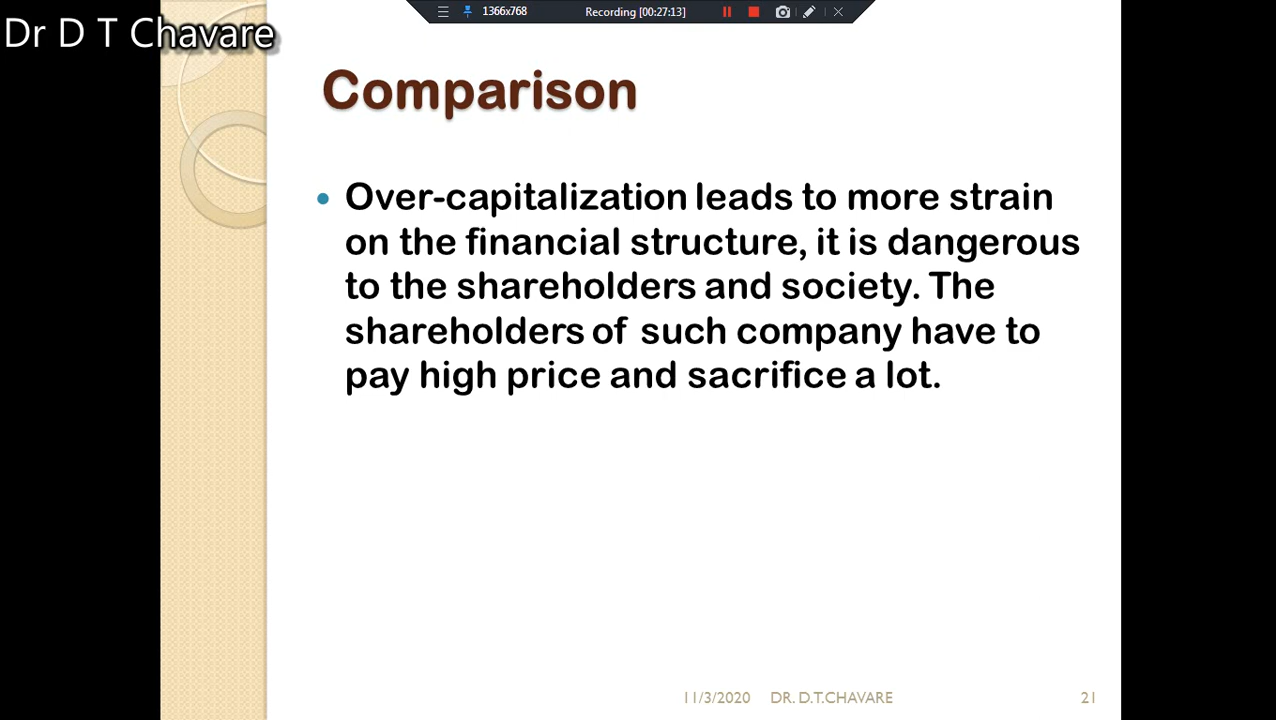 1366x768 Recording [00:27:13]
Dr D T Chavare
Comparison
• Over-capitalization leads to more strain
on the financial structure, it is dangerous
to the shareholders and society. The
shareholders of such company have to
pay high price and sacrifice a lot.
11/3/2020 DR. D.T.CHAVARE 21